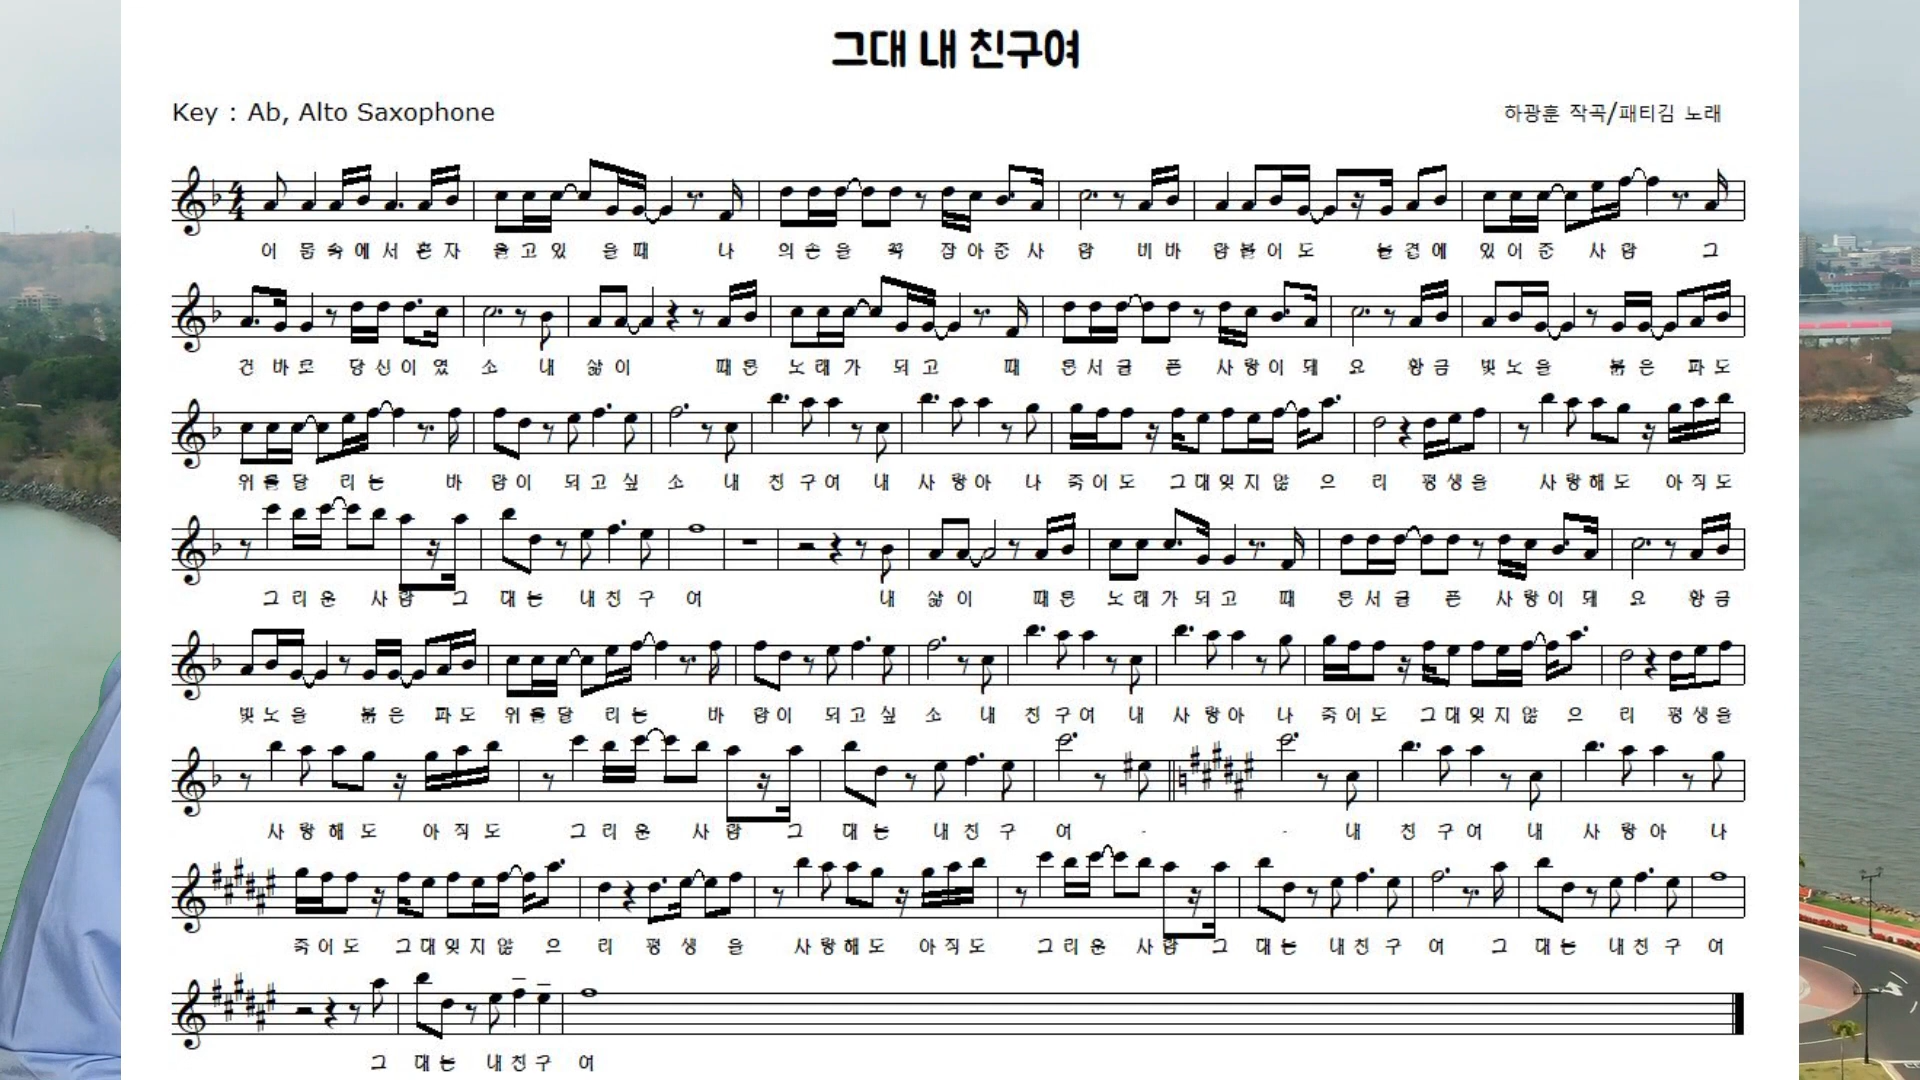 그대 내 친구여
Key : Ab, Alto Saxophone
하광훈 작곡/패티김 노래
어 둠 속 에 서 혼 자 울 고 있 을 때 나 의 손 을 꼭 잡 아 준 사 람 비 바 람 불 어 도 늘 곁 에 있 어 준 사 람 그
건 바 로 당 신 이 였 소 내 삶 이 때 론 노 래 가 되 고 때 론 서 글 픈 사 랑 이 돼 요 황 금 빛 노 을 붉 은 파 도
위 를 달 리 는 바 람 이 되 고 싶 소 내 친 구 여 내 사 랑 아 나 죽 어 도 그 대 잊 지 않 으 리 평 생 을 사 랑 해 도 아 직 도
그 리 운 사 람 그 대 는 내 친 구 여 내 삶 이 때 론 노 래 가 되 고 때 론 서 글 픈 사 랑 이 돼 요 황 금
빛 노 을 붉 은 파 도 위 를 달 리 는 바 람 이 되 고 싶 소 내 친 구 여 내 사 랑 아 나 죽 어 도 그 대 잊 지 않 으 리 평 생 을
사 랑 해 도 아 직 도 그 리 운 사 람 그 대 는 내 친 구 여 - - 내 친 구 여 내 사 랑 아 나
죽 어 도 그 대 잊 지 않 으 리 평 생 을 사 랑 해 도 아 직 도 그 리 운 사 람 그 대 는 내 친 구 여 그 대 는 내 친 구 여
그 대 는 내 친 구 여